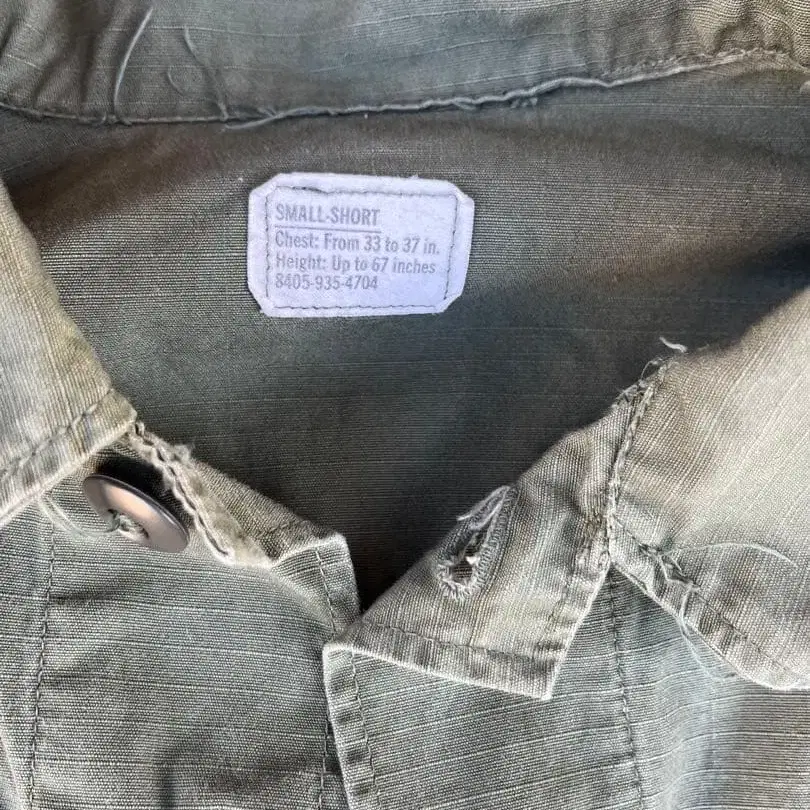 SMALL-SHORT
Chest: From 33 to 37 in.
Height: Up to 67 inches
8405-935-4704